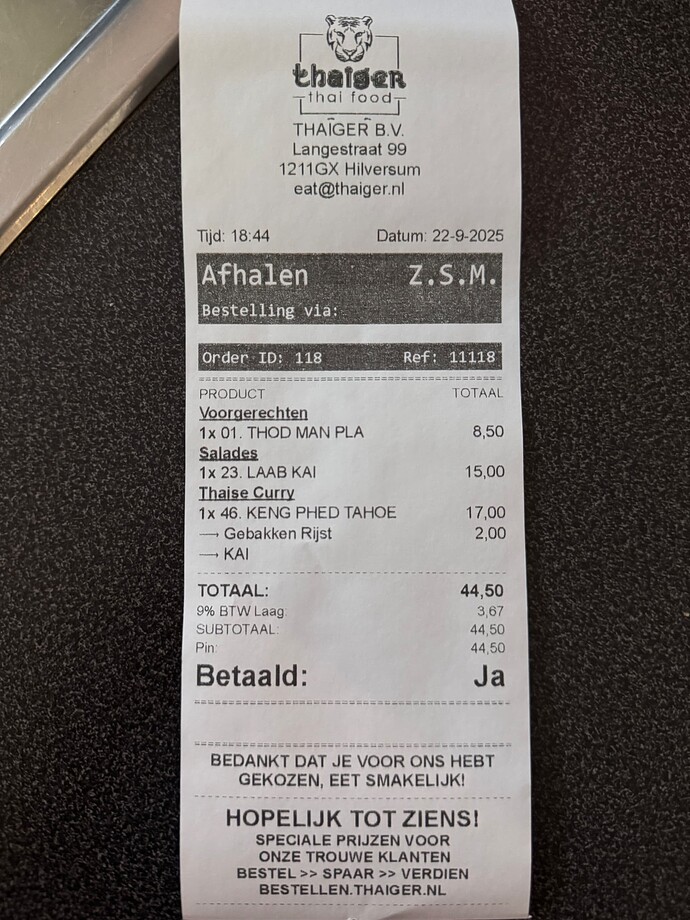 thaiger
thai food
THAIGER B.V.
Langestraat 99
1211GX Hilversum
eat@thaiger.nl
Tijd: 18:44 Datum: 22-9-2025
Afhalen Z.S.M.
Bestelling via:
Order ID: 118 Ref: 11118
PRODUCT TOTAAL
Voorgerechten
1x 01. THOD MAN PLA 8,50
Salades
1x 23. LAAB KAI 15,00
Thaise Curry
1x 46. KENG PHED TAHOE 17,00
→ Gebakken Rijst 2,00
→ KAI
TOTAAL: 44,50
9% BTW Laag: 3,67
SUBTOTAAL: 44,50
Pin: 44,50
Betaald: Ja
BEDANKT DAT JE VOOR ONS HEBT
GEKOZEN, EET SMAKELIJK!
HOPELIJK TOT ZIENS!
SPECIALE PRIJZEN VOOR
ONZE TROUWE KLANTEN
BESTEL >> SPAAR >> VERDIEN
BESTELLEN.THAIGER.NL